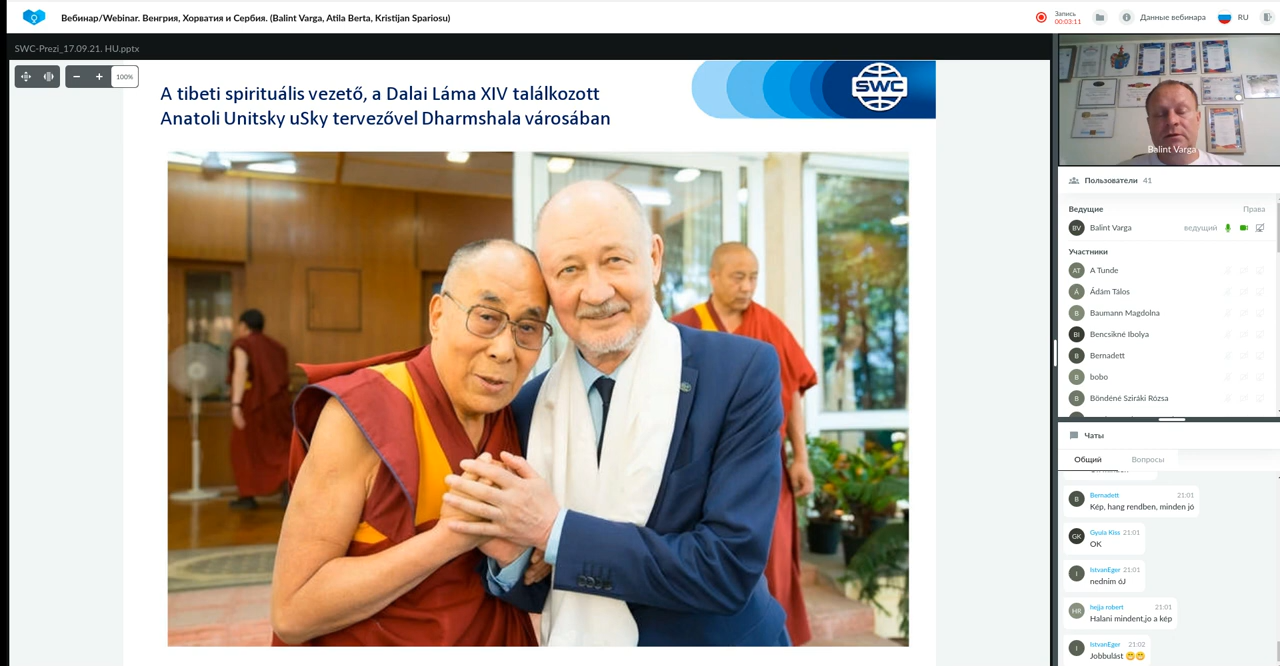 Вебинар/Webinar. Венгрия, Хорватия и Сербия. (Balint Varga, Atila Berta, Kristijan Spariosu)
Запись
00:03:11
Данные вебинара
RU
SWC-Prezi_17.09.21. HU.pptx
100%
A tibeti spirituális vezető, a Dalai Láma XIV találkozott
Anatoli Unitsky uSky tervezővel Dharmshala városában
SWC
Balint Varga
Пользователи 41
Ведущие Права
BV Balint Varga ведущий
Участники
AT A Tunde
Á Ádám Tálos
B Baumann Magdolna
BI Bencsikné Ibolya
B Bernadett
B bobo
B Böndéné Sziráki Rózsa
Чаты
Общий Вопросы
B Bernadett 21:01
Kép, hang rendben, minden jó
GK Gyula Kiss 21:01
OK
I IstvanEger 21:01
nednim óJ
HR hejja robert 21:01
Halani mindent,jo a kép
I IstvanEger 21:02
Jobbulást 😁😁